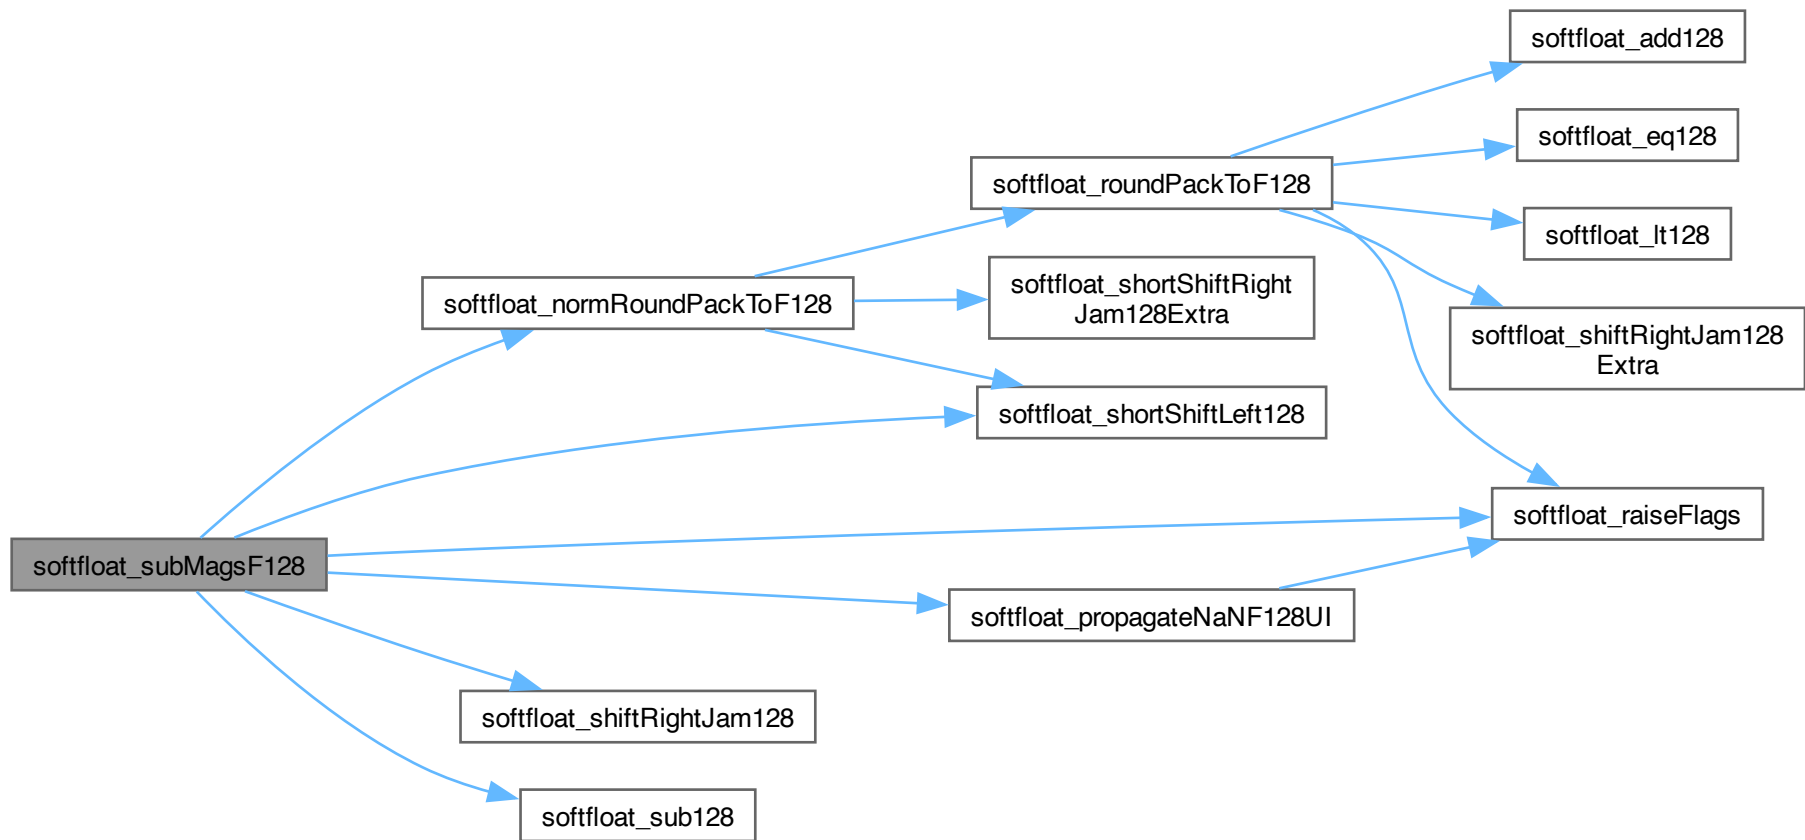 softfloat_add128
softfloat_eq128
softfloat_roundPackToF128
softfloat_lt128
softfloat_shortShiftRight
Jam128Extra
softfloat_normRoundPackToF128
softfloat_shiftRightJam128
Extra
softfloat_shortShiftLeft128
softfloat_raiseFlags
softfloat_subMagsF128
softfloat_propagateNaNF128UI
softfloat_shiftRightJam128
softfloat_sub128